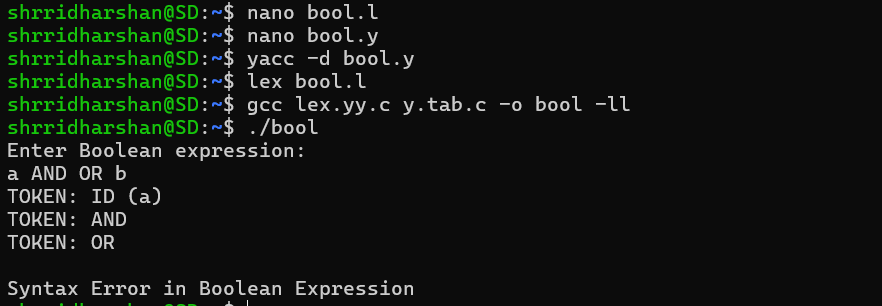 shrridharshan@SD:~$ nano bool.l
shrridharshan@SD:~$ nano bool.y
shrridharshan@SD:~$ yacc -d bool.y
shrridharshan@SD:~$ lex bool.l
shrridharshan@SD:~$ gcc lex.yy.c y.tab.c -o bool -ll
shrridharshan@SD:~$ ./bool
Enter Boolean expression:
a AND OR b
TOKEN: ID (a)
TOKEN: AND
TOKEN: OR
Syntax Error in Boolean Expression